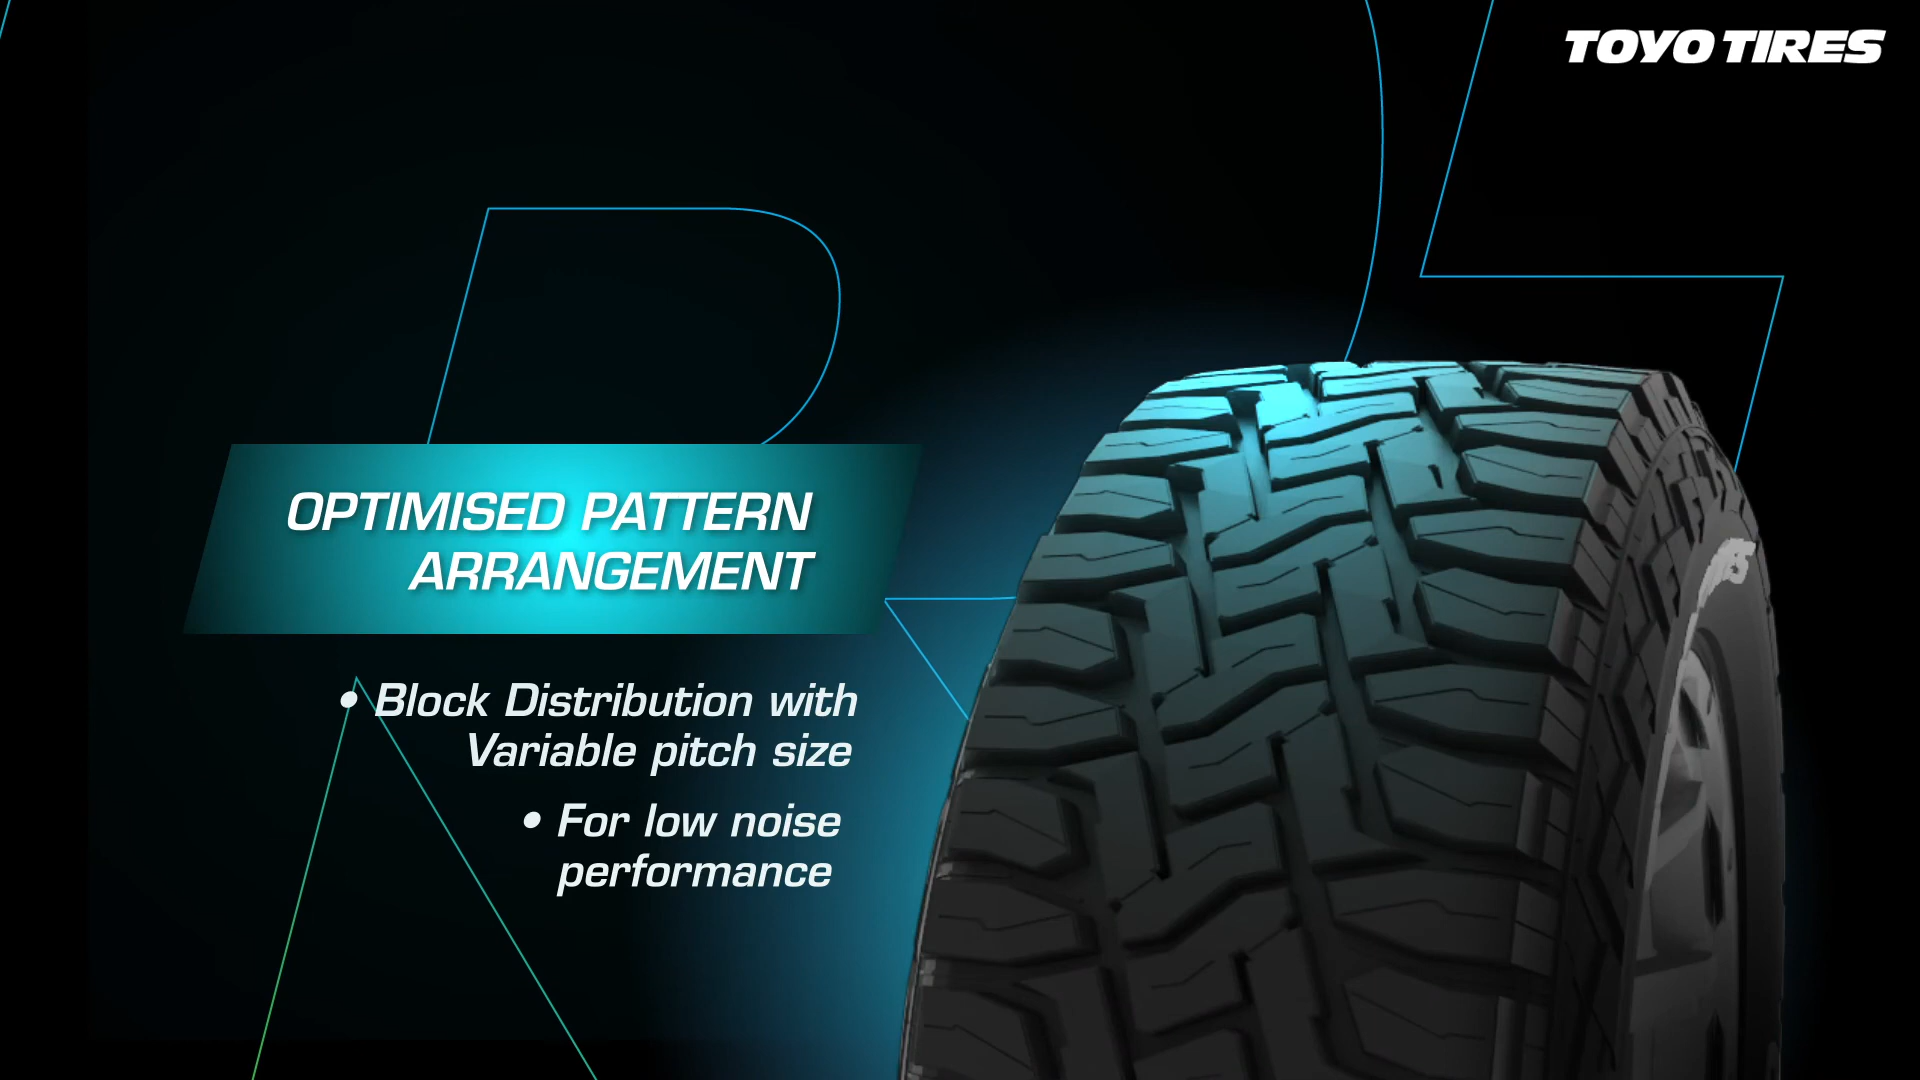 TOYO TIRES
OPTIMISED PATTERN
ARRANGEMENT
• Block Distribution with
Variable pitch size
• For low noise
performance